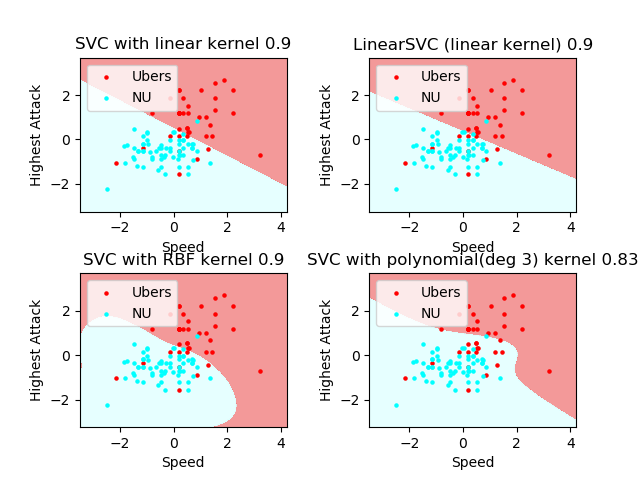 SVC with linear kernel 0.9
LinearSVC (linear kernel) 0.9
Highest Attack
2
0
−2
Ubers
NU
−2 0 2 4
Speed
Highest Attack
2
0
−2
Ubers
NU
−2 0 2 4
Speed
SVC with RBF kernel 0.9
SVC with polynomial(deg 3) kernel 0.83
Highest Attack
2
0
−2
Ubers
NU
−2 0 2 4
Speed
Highest Attack
2
0
−2
Ubers
NU
−2 0 2 4
Speed